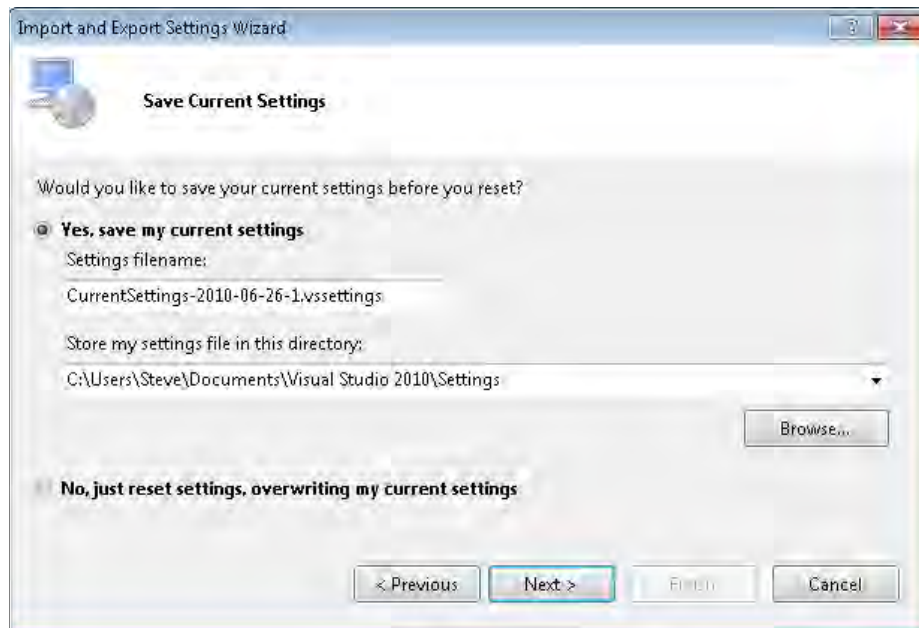 Import and Export Settings Wizard
Save Current Settings
Would you like to save your current settings before you reset?
Yes, save my current settings
Settings filename:
CurrentSettings-2010-06-26-1.vssettings
Store my settings file in this directory:
C:\Users\Steve\Documents\Visual Studio 2010\Settings
Browse...
No, just reset settings, overwriting my current settings
< Previous Next > Finish Cancel